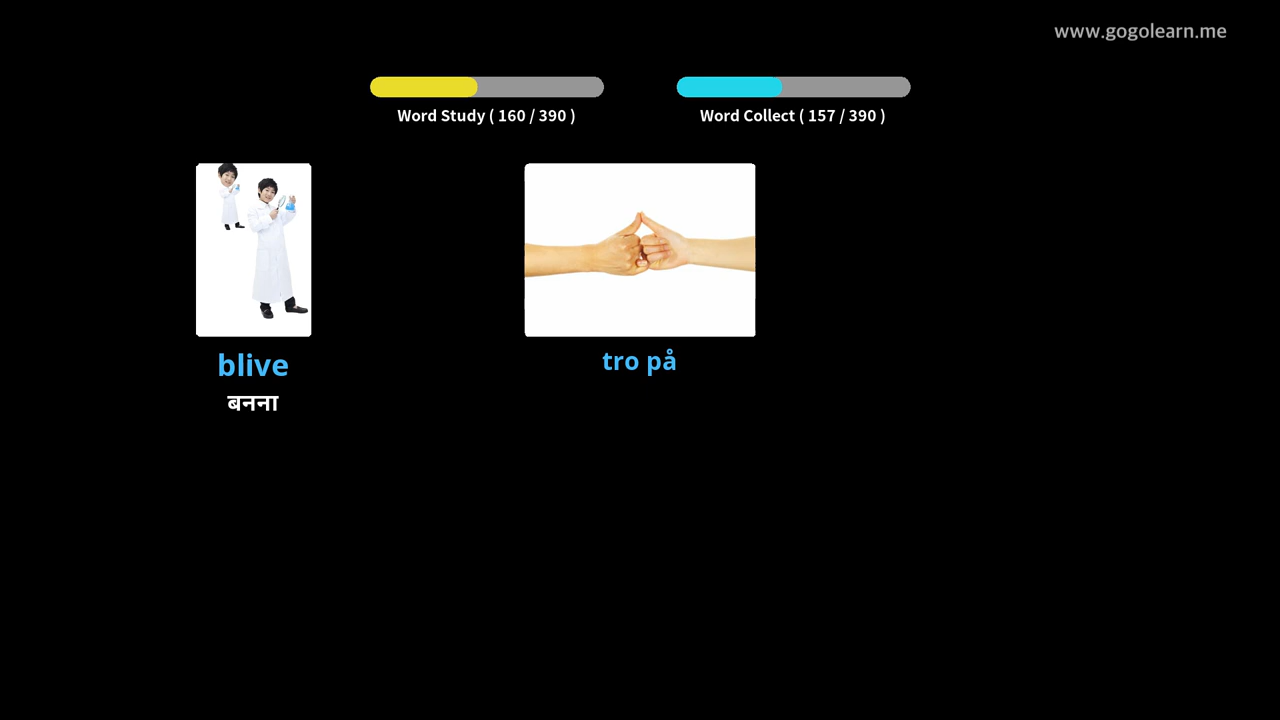 www.gogolearn.me
Word Study ( 160 / 390 )
Word Collect ( 157 / 390 )
blive
बनना
tro på